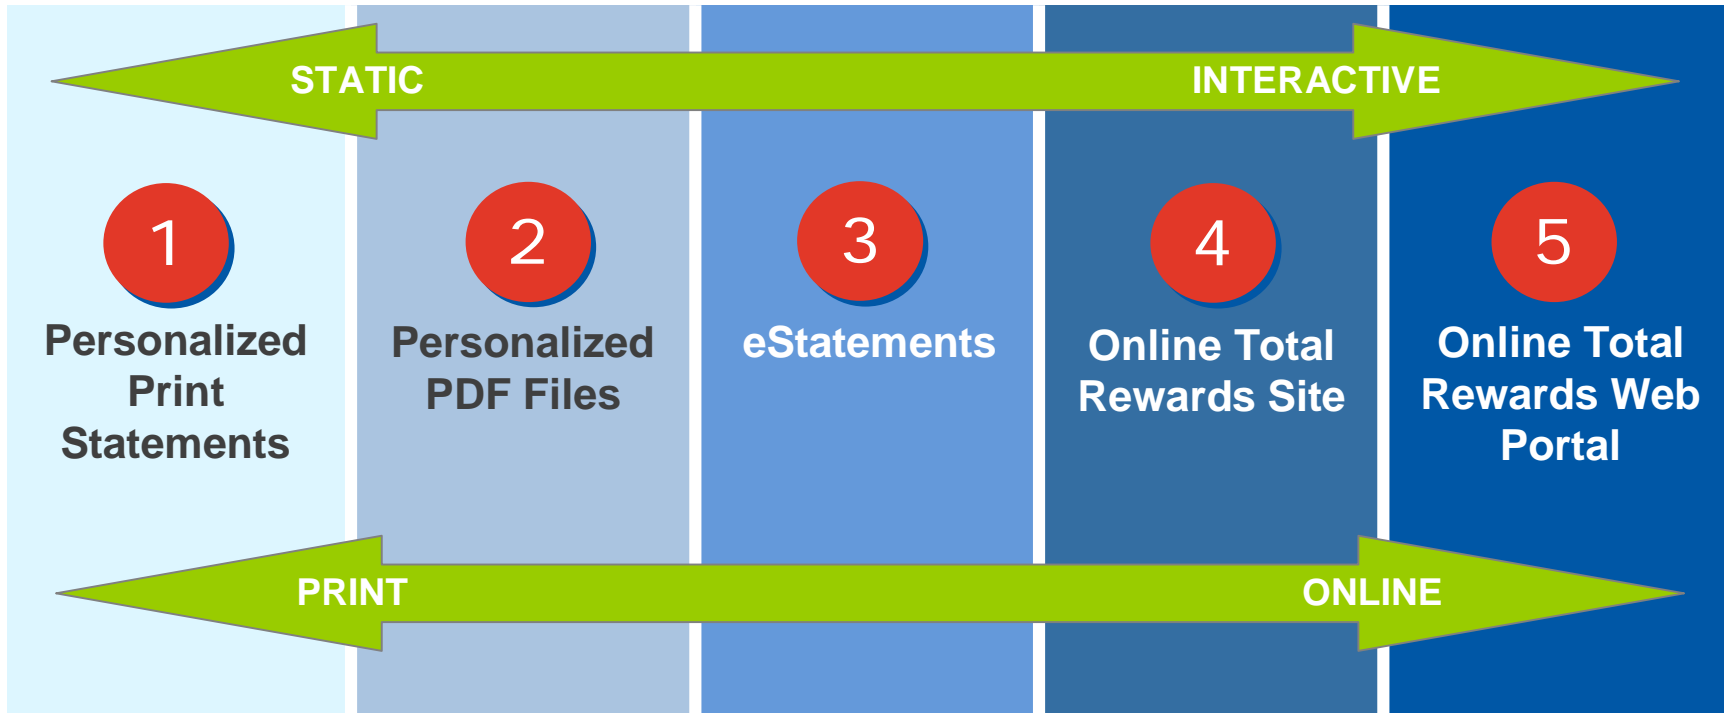 STATIC
INTERACTIVE
1
Personalized
Print
Statements
2
Personalized
PDF Files
3
eStatements
4
Online Total
Rewards Site
5
Online Total
Rewards Web
Portal
PRINT
ONLINE